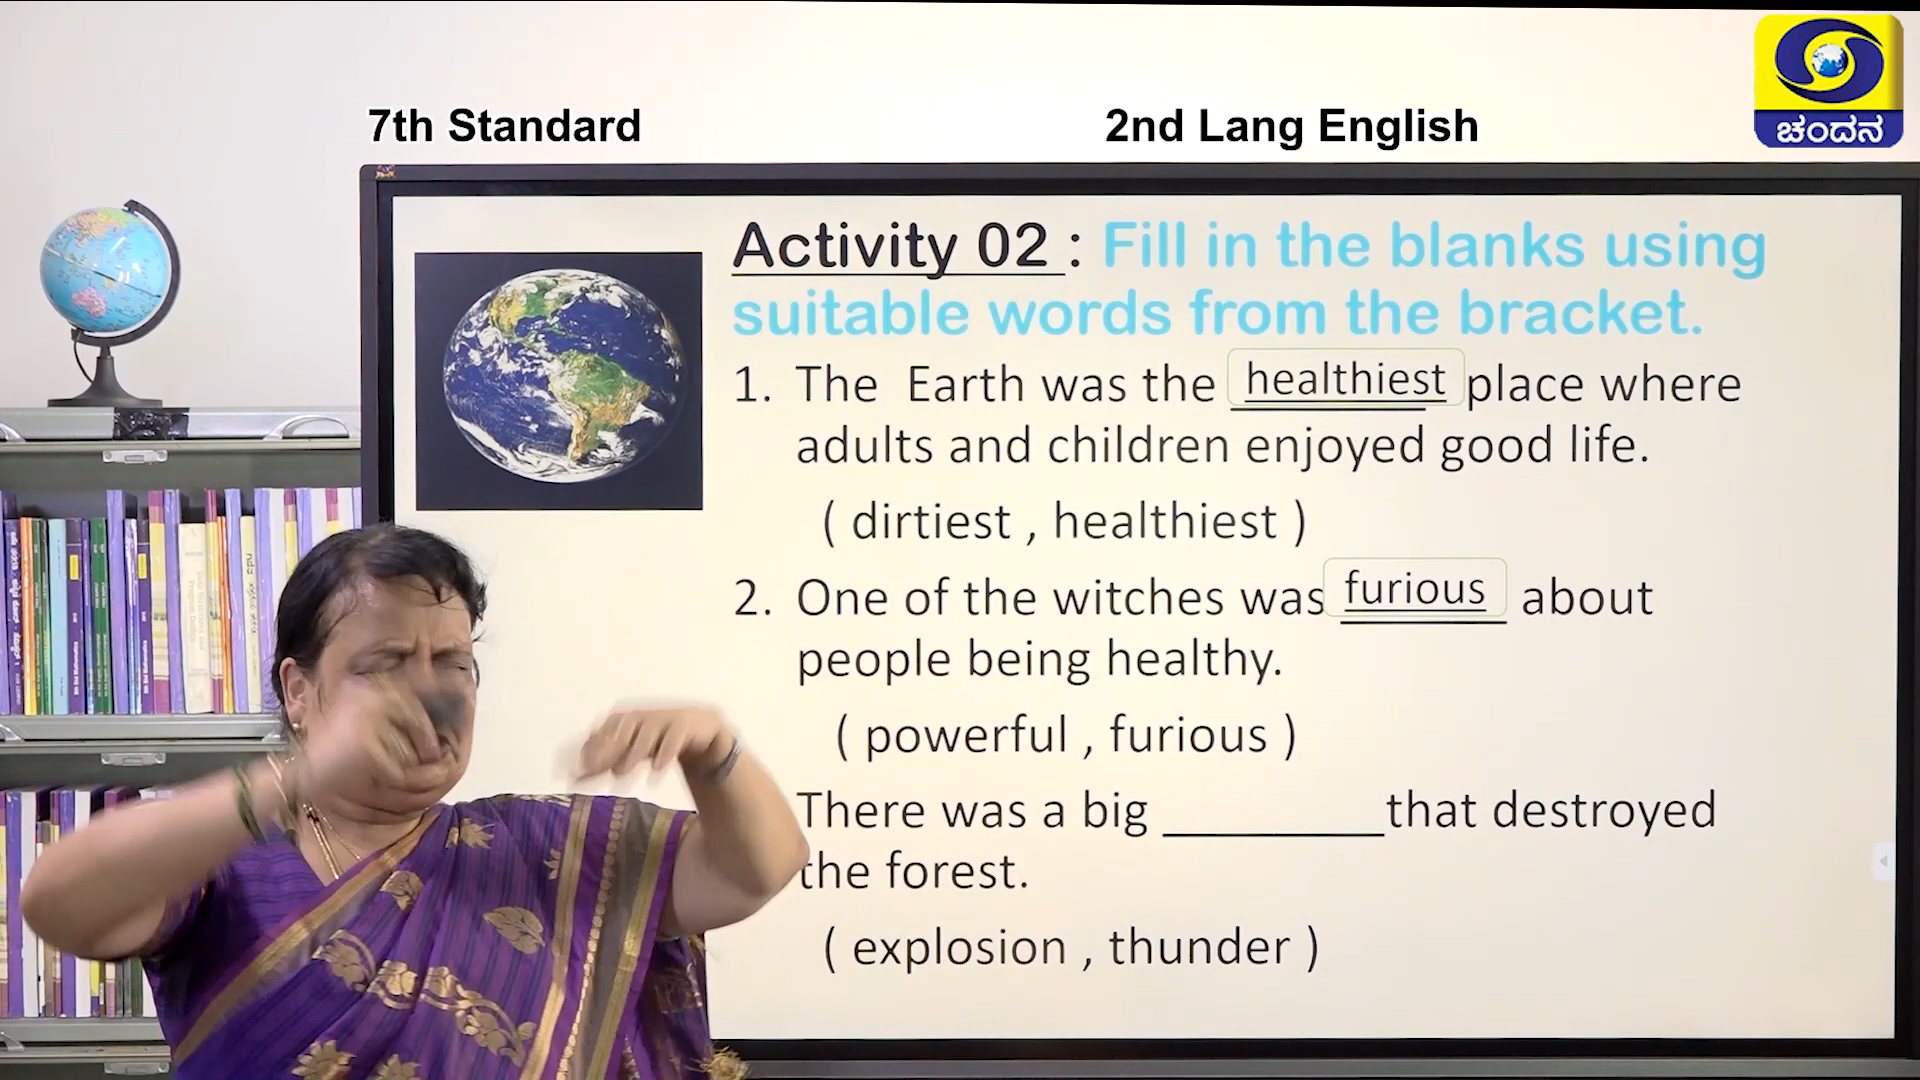 7th Standard
2nd Lang English
ಚಂದನ
Activity 02 : Fill in the blanks using
suitable words from the bracket.
1. The Earth was the healthiest place where
adults and children enjoyed good life.
( dirtiest , healthiest )
2. One of the witches was furious about
people being healthy.
( powerful , furious )
There was a big _________that destroyed
the forest.
( explosion , thunder )